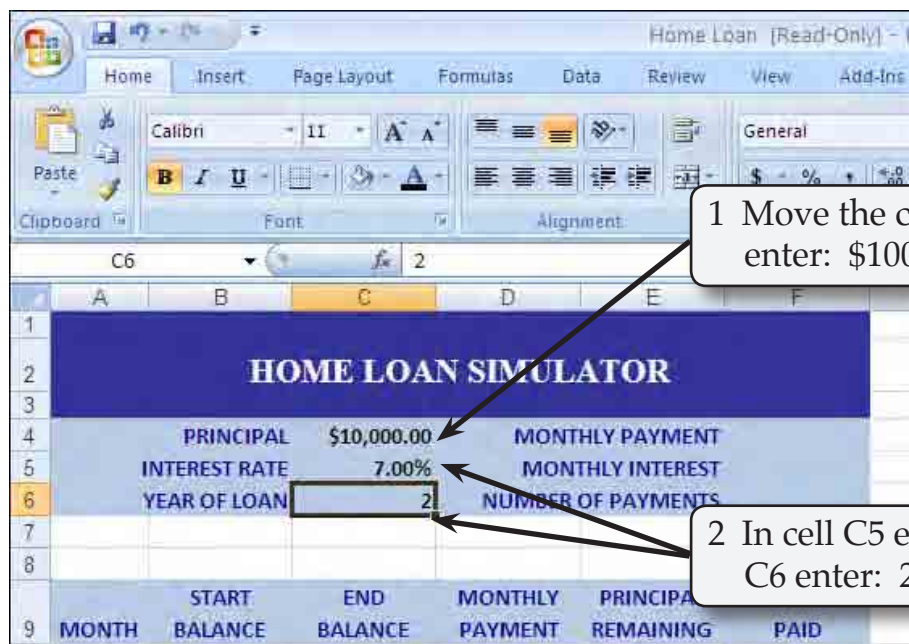 Home Loan [Read-Only] -
Home Insert Page Layout Formulas Data Review View Add-Ins
Calibri 11 A A General
Paste B I U A $ % ,
Clipboard Font Alignment
1 Move the c
enter: $100
C6 fx 2
A B C D E F
1
2 HOME LOAN SIMULATOR
3
4 PRINCIPAL $10,000.00 MONTHLY PAYMENT
5 INTEREST RATE 7.00% MONTHLY INTEREST
6 YEAR OF LOAN 2 NUMBER OF PAYMENTS
7
8
2 In cell C5 e
C6 enter: 2
START END MONTHLY PRINCIPA
9 MONTH BALANCE BALANCE PAYMENT REMAINING PAID